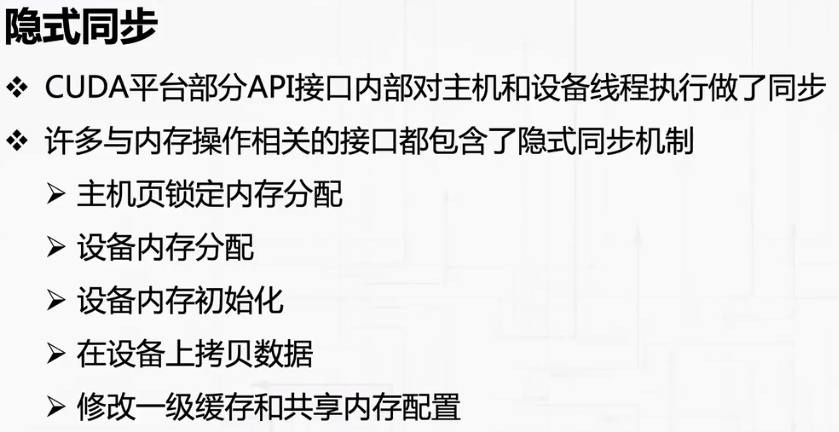 隐式同步
❖ CUDA平台部分API接口内部对主机和设备线程执行做了同步
❖ 许多与内存操作相关的接口都包含了隐式同步机制
➢ 主机页锁定内存分配
➢ 设备内存分配
➢ 设备内存初始化
➢ 在设备上拷贝数据
➢ 修改一级缓存和共享内存配置